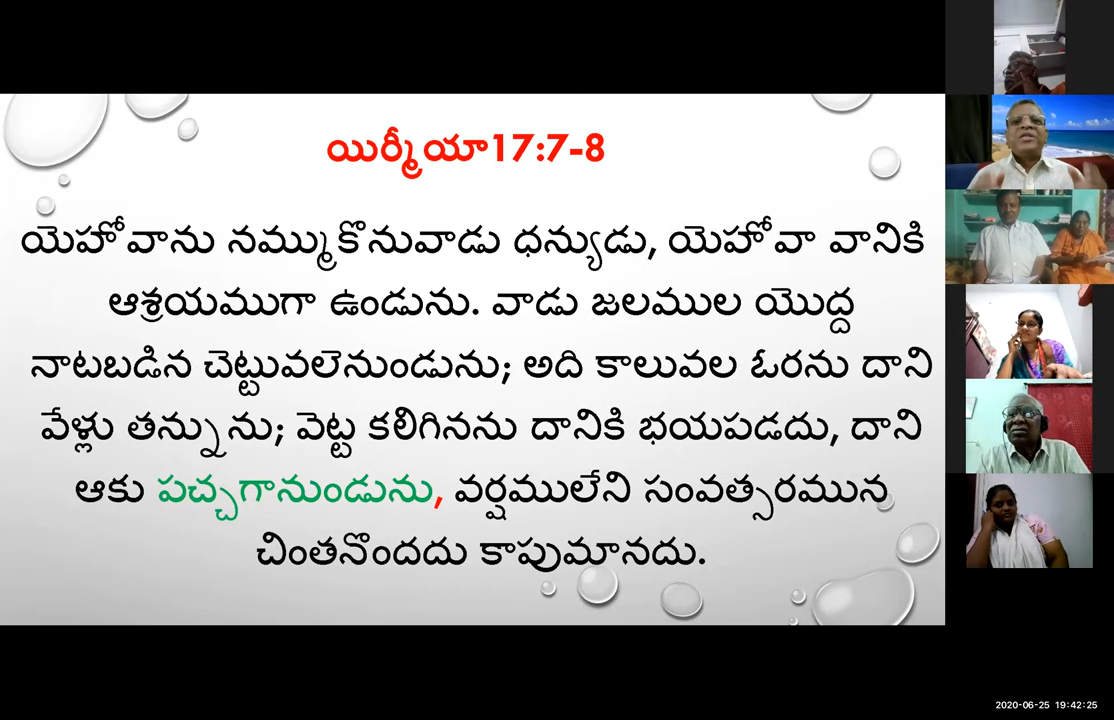 యిర్మీయా17:7-8
యెహోవాను నమ్ముకొనువాడు ధన్యుడు, యెహోవా వానికి
ఆశ్రయముగా ఉండును. వాడు జలముల యొద్ద
నాటబడిన చెట్టువలెనుండును; అది కాలువల ఓరను దాని
వేళ్లు తన్నును; వెట్ట కలిగినను దానికి భయపడదు, దాని
ఆకు పచ్చగానుండును, వర్షములేని సంవత్సరమున
చింతనొందదు కాపుమానదు.
2020-06-25 19:42:25